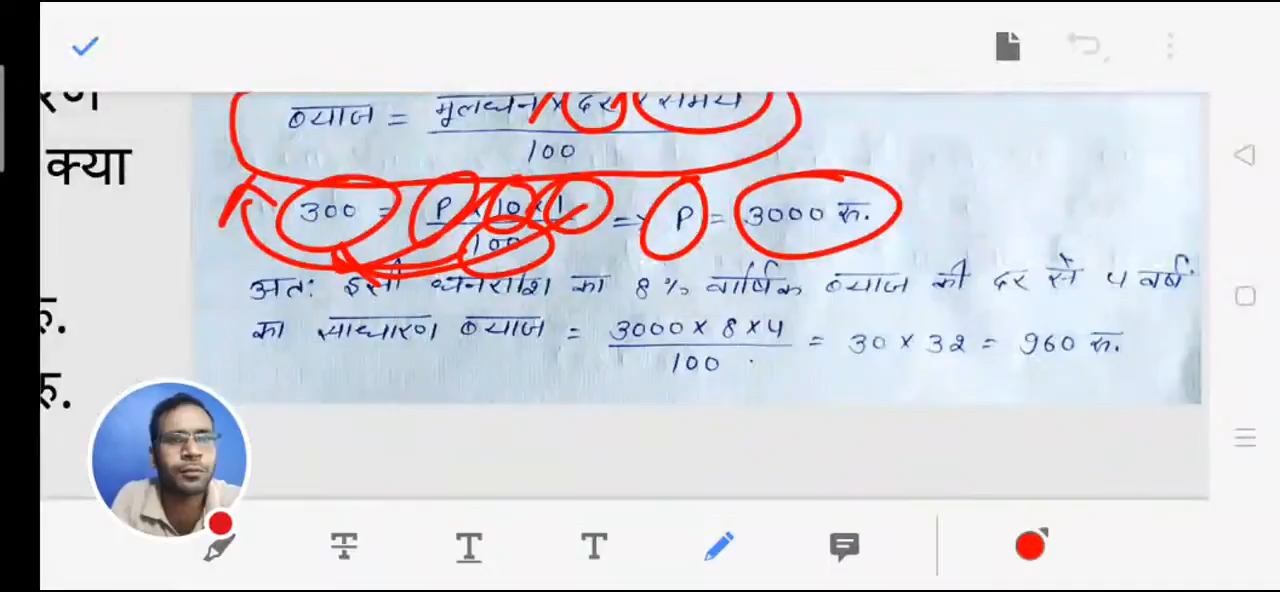 क्या
रु.
रु.
ब्याज = मूलधन × दर × समय
100
300 = P × 10 × 1 / 100 => P = 3000 रु.
अतः इसी धनराशि का 8% वार्षिक ब्याज की दर से 4 वर्ष
का साधारण ब्याज = 3000 × 8 × 4 / 100 = 30 × 32 = 960 रु.